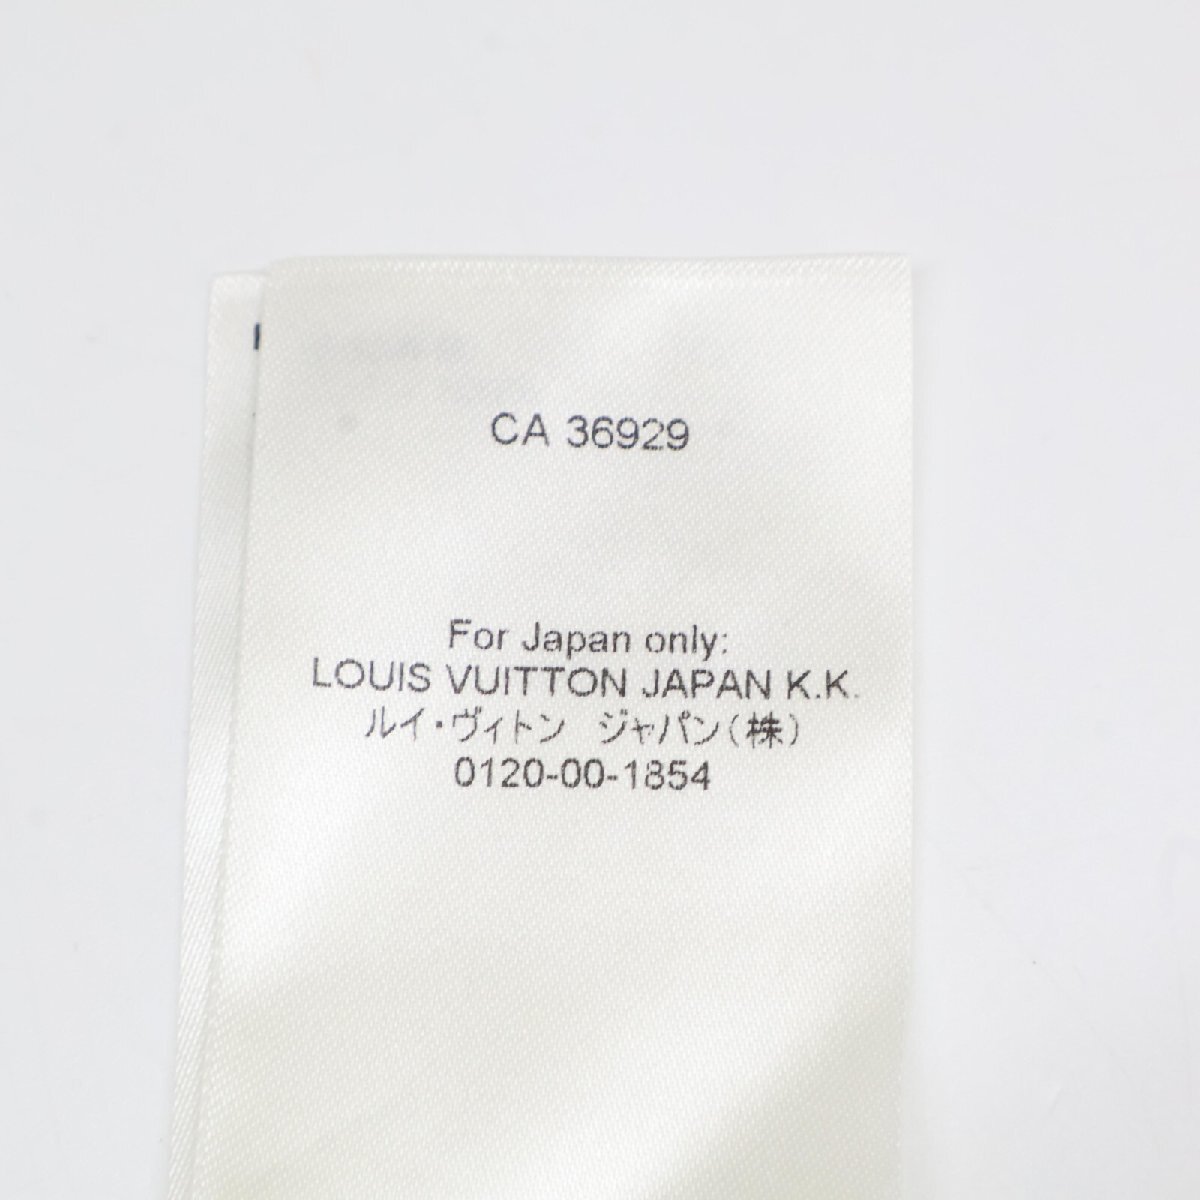 CA 36929
For Japan only:
LOUIS VUITTON JAPAN K.K.
ルイ・ヴィトン　ジャパン(株)
0120-00-1854